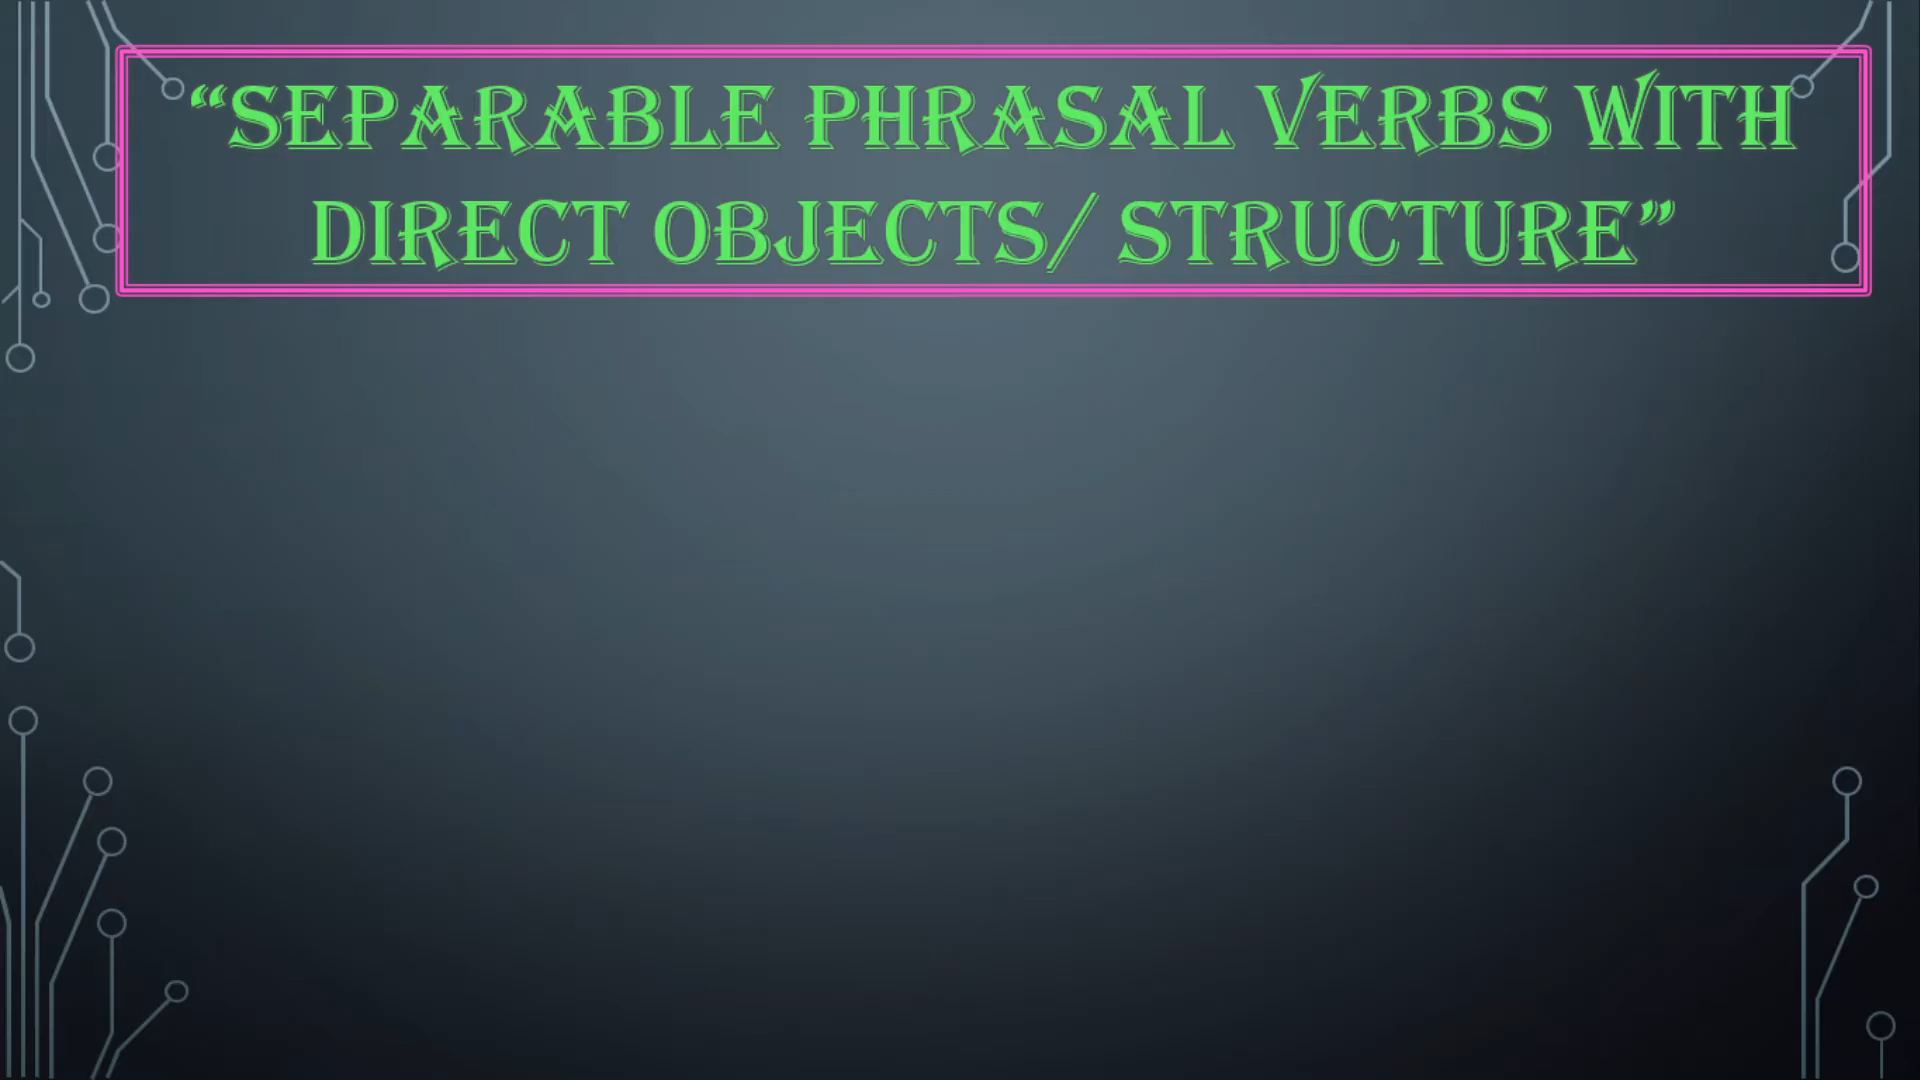 “SEPARABLE PHRASAL VERBS WITH
DIRECT OBJECTS/ STRUCTURE”